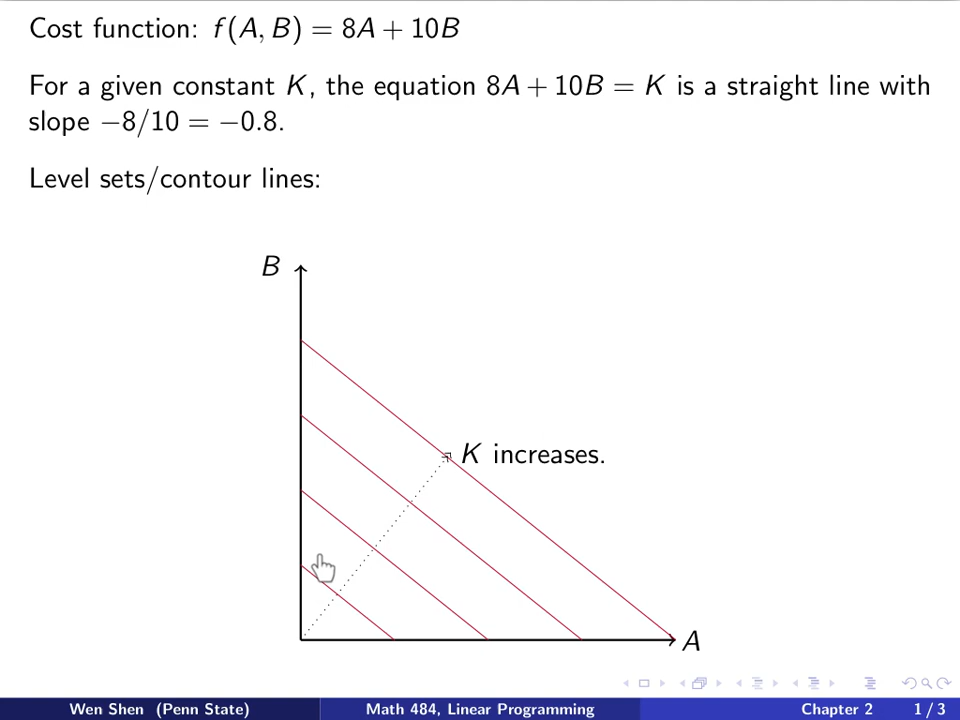 Cost function: f(A, B) = 8A + 10B
For a given constant K, the equation 8A + 10B = K is a straight line with
slope −8/10 = −0.8.
Level sets/contour lines:
B
K increases.
A
Wen Shen (Penn State)
Math 484, Linear Programming
Chapter 2
1 / 3